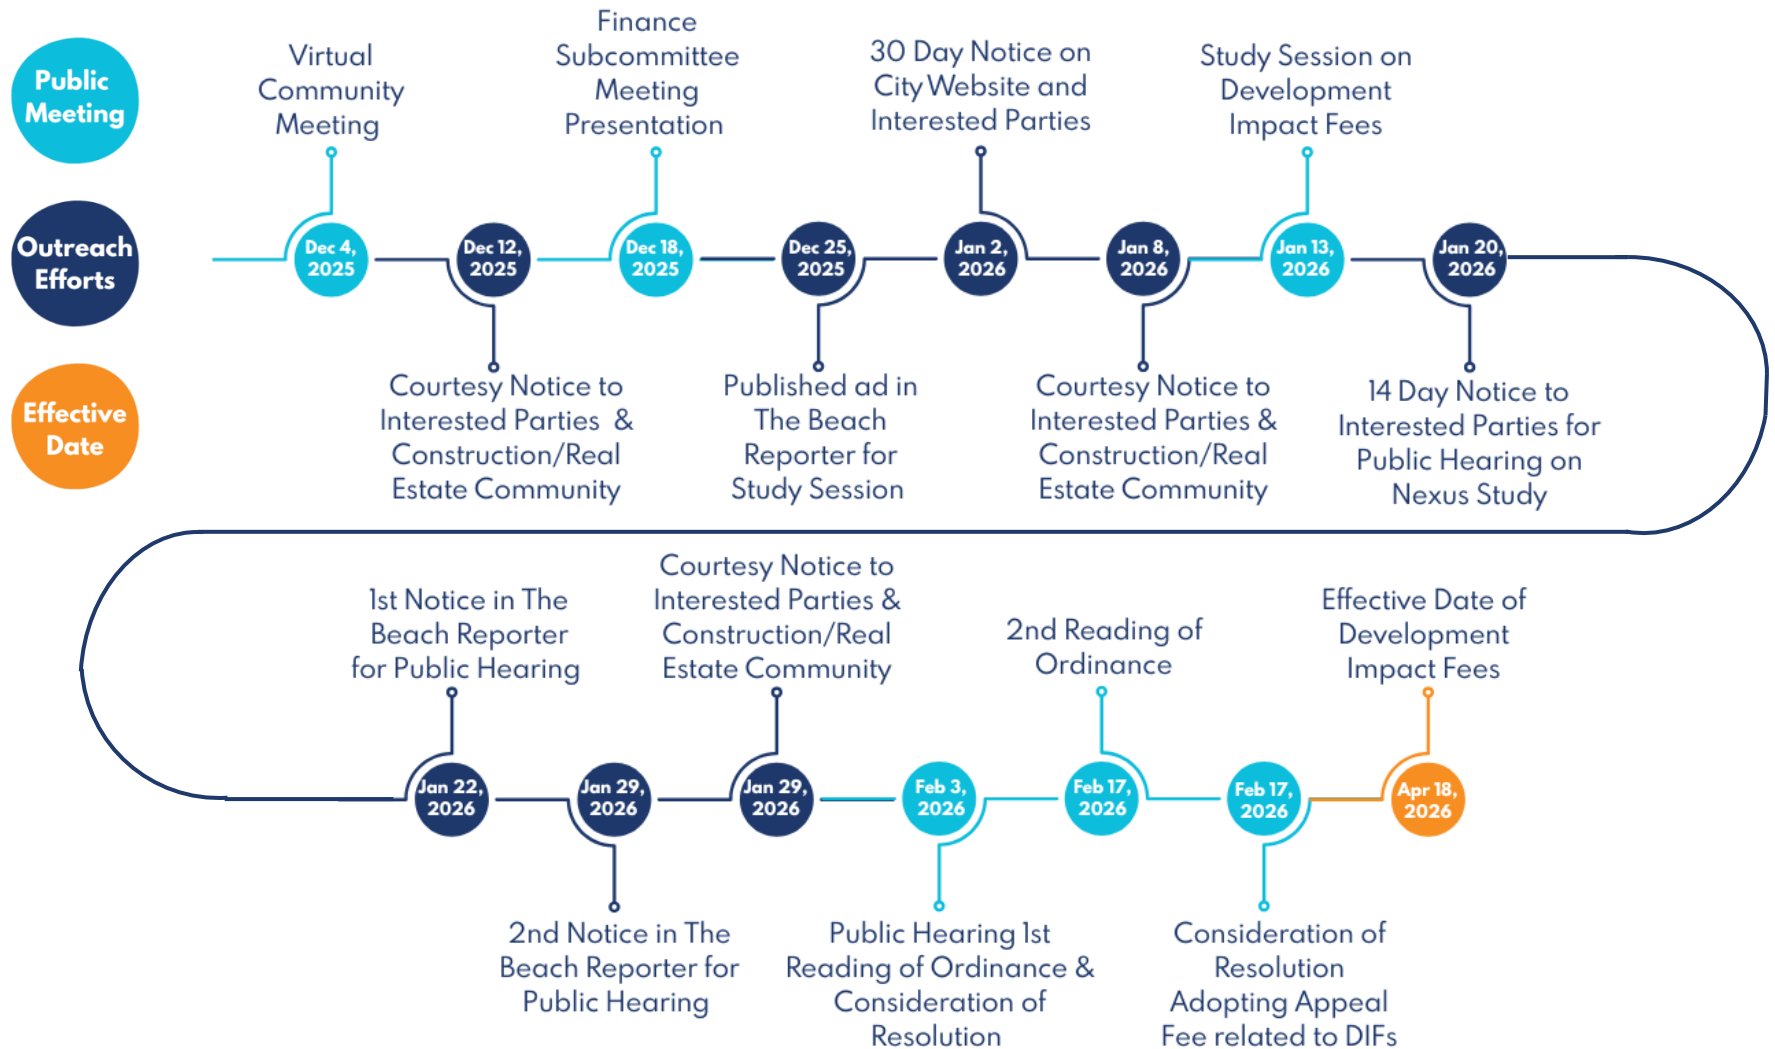 Public
Meeting
Outreach
Efforts
Effective
Date
Virtual
Community
Meeting
Dec 4,
2025
Dec 12,
2025
Courtesy Notice to
Interested Parties &
Construction/Real
Estate Community
Finance
Subcommittee
Meeting
Presentation
Dec 18,
2025
Dec 25,
2025
Published ad in
The Beach
Reporter for
Study Session
30 Day Notice on
City Website and
Interested Parties
Jan 2,
2026
Jan 8,
2026
Courtesy Notice to
Interested Parties &
Construction/Real
Estate Community
Study Session on
Development
Impact Fees
Jan 13,
2026
Jan 20,
2026
14 Day Notice to
Interested Parties for
Public Hearing on
Nexus Study
1st Notice in The
Beach Reporter
for Public Hearing
Jan 22,
2026
Jan 29,
2026
2nd Notice in The
Beach Reporter for
Public Hearing
Courtesy Notice to
Interested Parties &
Construction/Real
Estate Community
Jan 29,
2026
Feb 3,
2026
Public Hearing 1st
Reading of Ordinance &
Consideration of
Resolution
2nd Reading of
Ordinance
Feb 17,
2026
Feb 17,
2026
Consideration of
Resolution
Adopting Appeal
Fee related to DIFs
Effective Date of
Development
Impact Fees
Apr 18,
2026